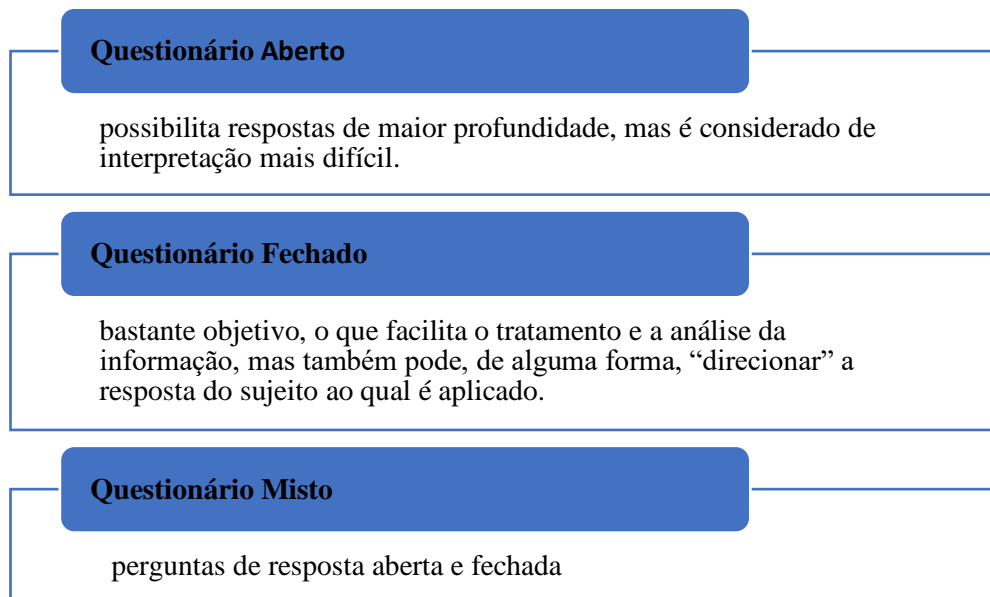 Questionário Aberto
possibilita respostas de maior profundidade, mas é considerado de
interpretação mais difícil.
Questionário Fechado
bastante objetivo, o que facilita o tratamento e a análise da
informação, mas também pode, de alguma forma, “direcionar” a
resposta do sujeito ao qual é aplicado.
Questionário Misto
perguntas de resposta aberta e fechada